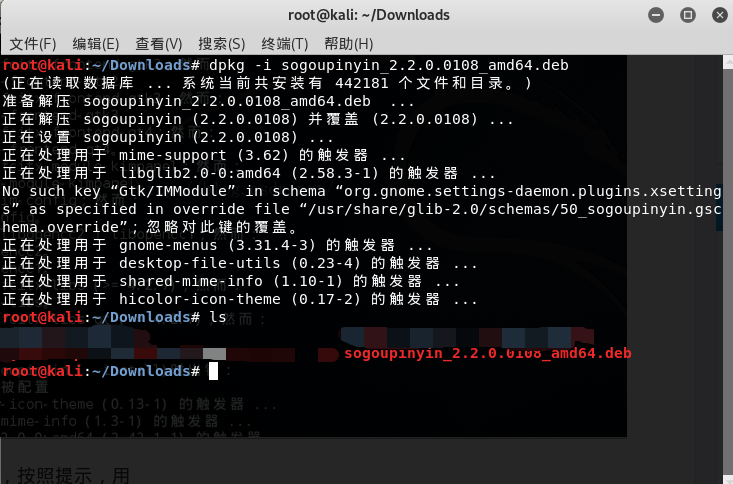 root@kali: ~/Downloads
文件(F) 编辑(E) 查看(V) 搜索(S) 终端(T) 帮助(H)
root@kali:~/Downloads# dpkg -i sogoupinyin_2.2.0.0108_amd64.deb
(正在读取数据库 ... 系统当前共安装有 442181 个文件和目录。)
准备解压 sogoupinyin_2.2.0.0108_amd64.deb  ...
正在解压 sogoupinyin (2.2.0.0108) 并覆盖 (2.2.0.0108) ...
正在设置 sogoupinyin (2.2.0.0108) ...
正在处理用于 mime-support (3.62) 的触发器 ...
正在处理用于 libglib2.0-0:amd64 (2.58.3-1) 的触发器 ...
No such key “Gtk/IMModule” in schema “org.gnome.settings-daemon.plugins.xsetting
s” as specified in override file “/usr/share/glib-2.0/schemas/50_sogoupinyin.gsc
hema.override”; 忽略对此键的覆盖。
正在处理用于 gnome-menus (3.31.4-3) 的触发器 ...
正在处理用于 desktop-file-utils (0.23-4) 的触发器 ...
正在处理用于 shared-mime-info (1.10-1) 的触发器 ...
正在处理用于 hicolor-icon-theme (0.17-2) 的触发器 ...
root@kali:~/Downloads# ls
sogoupinyin_2.2.0.0108_amd64.deb
root@kali:~/Downloads#
被配置
-icon-theme (0.13-1) 的触发器 ...
mime-info (1.3-1) 的触发器 ...
，按照提示，用